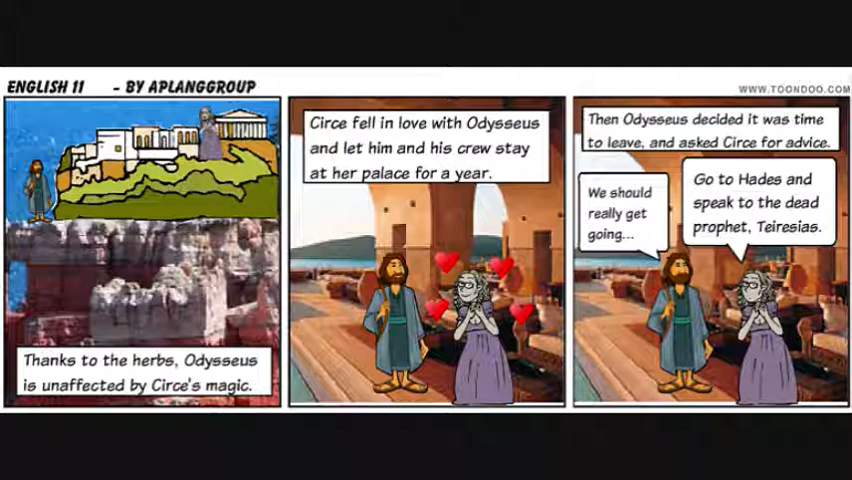 ENGLISH 11 - BY APLANGGROUP
WWW.TOONDOO.COM
Thanks to the herbs, Odysseus
is unaffected by Circe's magic.
Circe fell in love with Odysseus
and let him and his crew stay
at her palace for a year.
Then Odysseus decided it was time
to leave, and asked Circe for advice.
We should
really get
going...
Go to Hades and
speak to the dead
prophet, Teiresias.